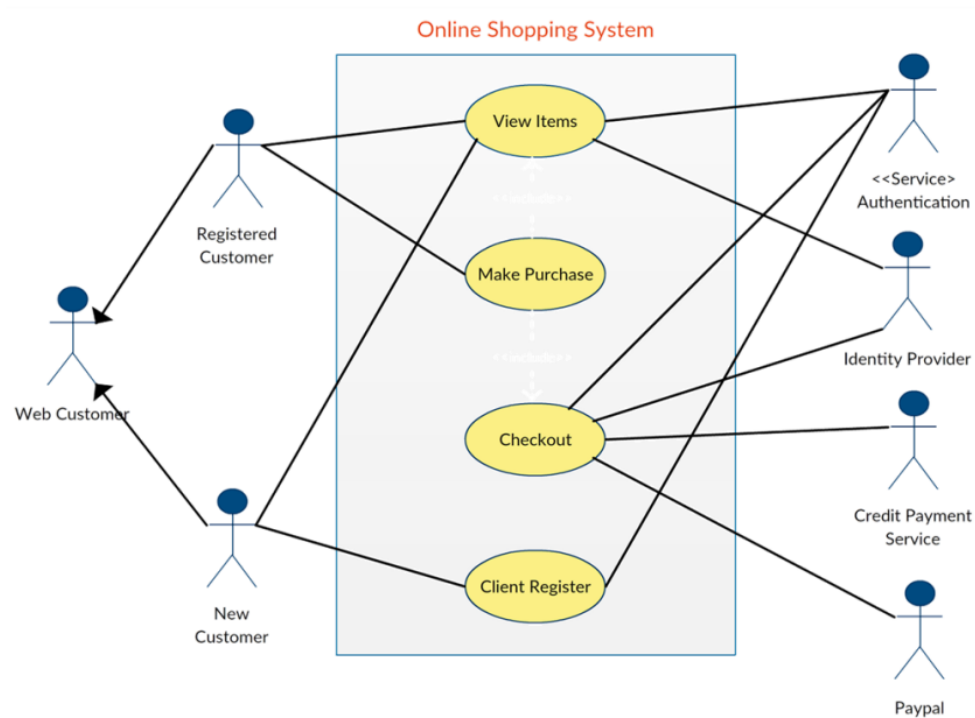 Online Shopping System
View Items
<<Service>
Authentication
Registered
Customer
Make Purchase
Identity Provider
Web Customer
Checkout
Credit Payment
Service
Client Register
New
Customer
Paypal